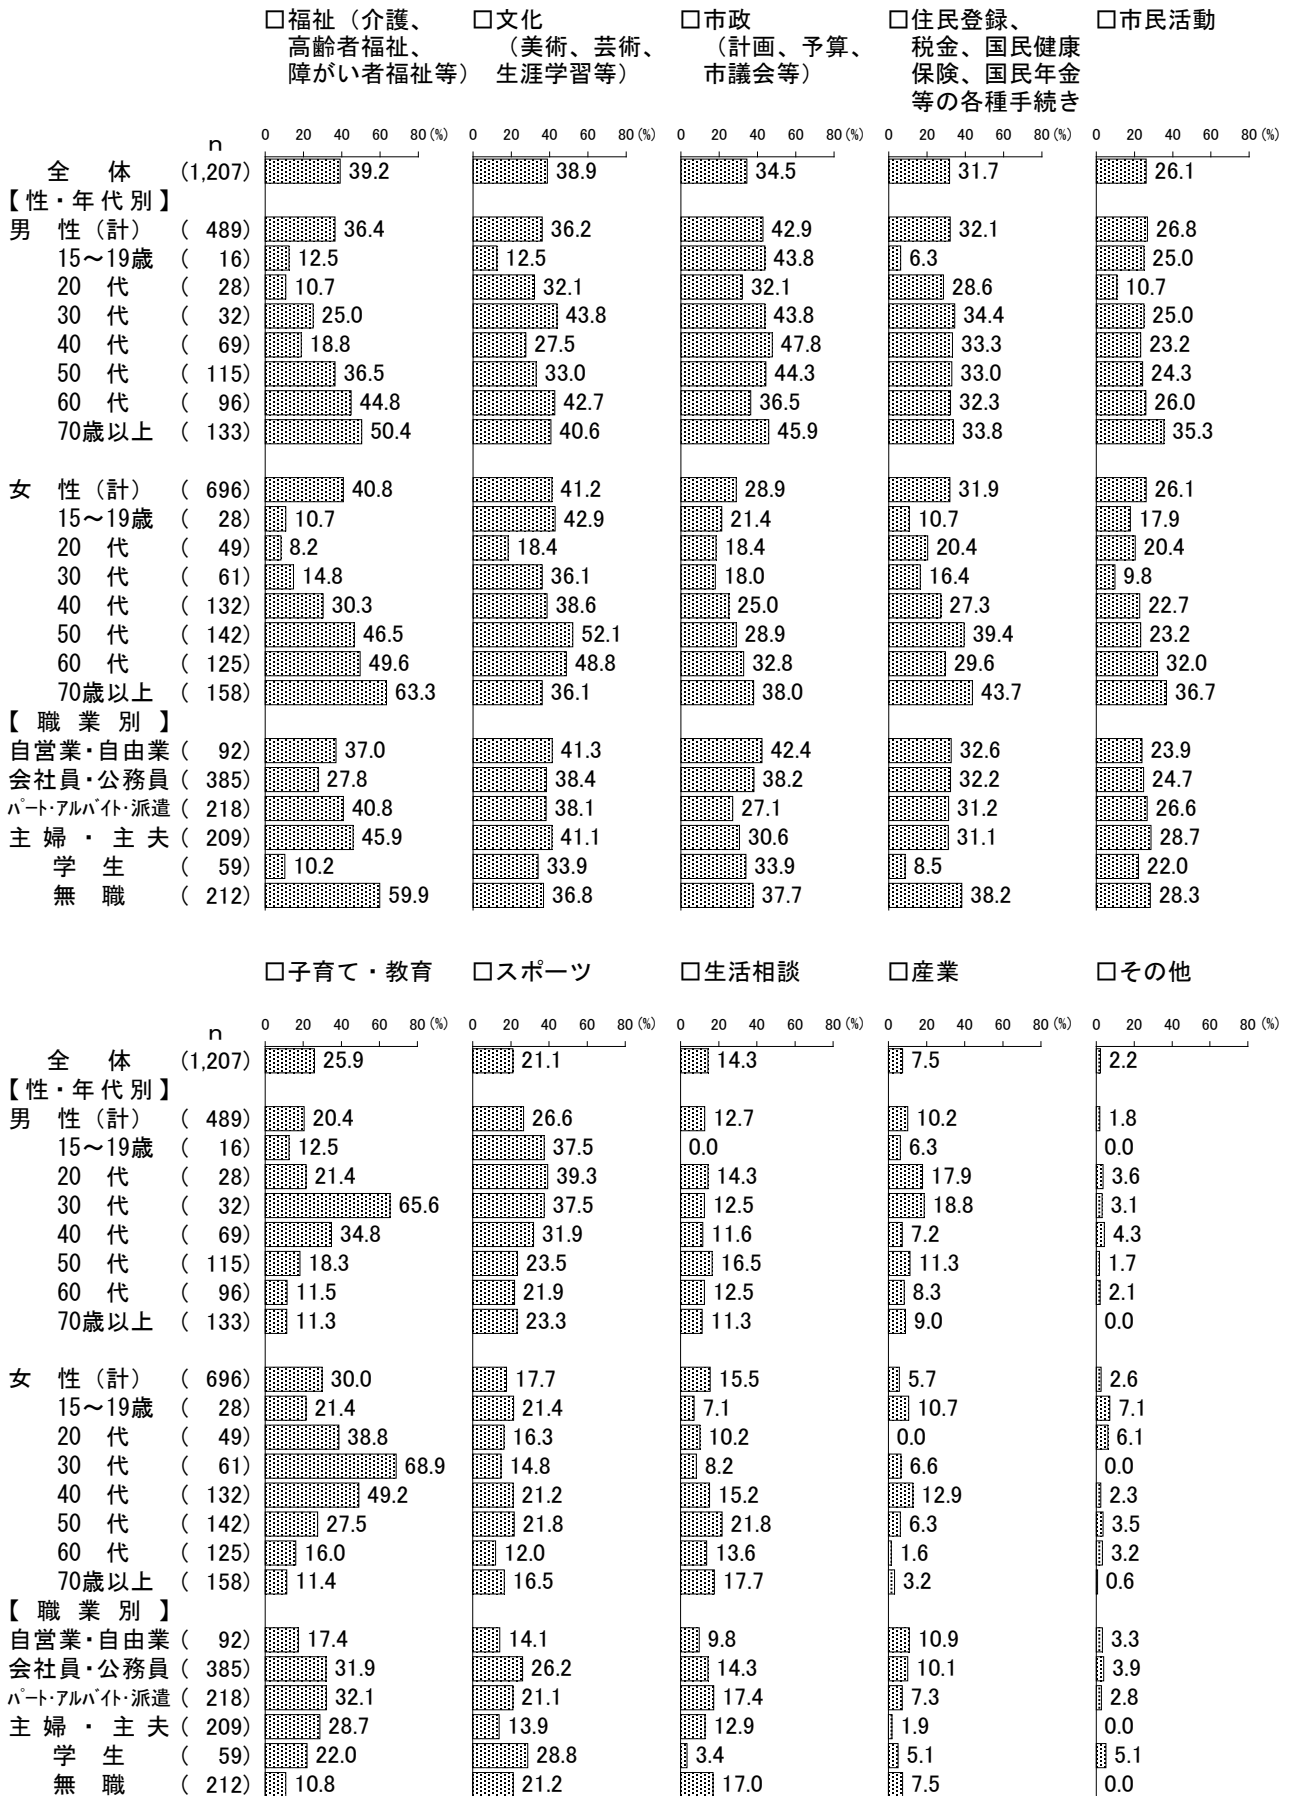 □福祉（介護、 □文化 □市政 □住民登録、 □市民活動
高齢者福祉、 （美術、芸術、 （計画、予算、 税金、国民健康
障がい者福祉等） 生涯学習等） 市議会等） 保険、国民年金
等の各種手続き
n 0 20 40 60 80 (%) 0 20 40 60 80 (%) 0 20 40 60 80 (%) 0 20 40 60 80 (%) 0 20 40 60 80 (%)
全 体 (1,207) 39.2 38.9 34.5 31.7 26.1
【性・年代別】
男 性（計） ( 489) 36.4 36.2 42.9 32.1 26.8
15～19歳 ( 16) 12.5 12.5 43.8 6.3 25.0
20 代 ( 28) 10.7 32.1 32.1 28.6 10.7
30 代 ( 32) 25.0 43.8 43.8 34.4 25.0
40 代 ( 69) 18.8 27.5 47.8 33.3 23.2
50 代 ( 115) 36.5 33.0 44.3 33.0 24.3
60 代 ( 96) 44.8 42.7 36.5 32.3 26.0
70歳以上 ( 133) 50.4 40.6 45.9 33.8 35.3
女 性（計） ( 696) 40.8 41.2 28.9 31.9 26.1
15～19歳 ( 28) 10.7 42.9 21.4 10.7 17.9
20 代 ( 49) 8.2 18.4 18.4 20.4 20.4
30 代 ( 61) 14.8 36.1 18.0 16.4 9.8
40 代 ( 132) 30.3 38.6 25.0 27.3 22.7
50 代 ( 142) 46.5 52.1 28.9 39.4 23.2
60 代 ( 125) 49.6 48.8 32.8 29.6 32.0
70歳以上 ( 158) 63.3 36.1 38.0 43.7 36.7
【 職 業 別 】
自営業・自由業 ( 92) 37.0 41.3 42.4 32.6 23.9
会社員・公務員 ( 385) 27.8 38.4 38.2 32.2 24.7
ﾊﾟｰﾄ・ｱﾙﾊﾞｲﾄ・派遣 ( 218) 40.8 38.1 27.1 31.2 26.6
主 婦 ・ 主 夫 ( 209) 45.9 41.1 30.6 31.1 28.7
学 生 ( 59) 10.2 33.9 33.9 8.5 22.0
無 職 ( 212) 59.9 36.8 37.7 38.2 28.3
□子育て・教育 □スポーツ □生活相談 □産業 □その他
n 0 20 40 60 80 (%) 0 20 40 60 80 (%) 0 20 40 60 80 (%) 0 20 40 60 80 (%) 0 20 40 60 80 (%)
全 体 (1,207) 25.9 21.1 14.3 7.5 2.2
【性・年代別】
男 性（計） ( 489) 20.4 26.6 12.7 10.2 1.8
15～19歳 ( 16) 12.5 37.5 0.0 6.3 0.0
20 代 ( 28) 21.4 39.3 14.3 17.9 3.6
30 代 ( 32) 65.6 37.5 12.5 18.8 3.1
40 代 ( 69) 34.8 31.9 11.6 7.2 4.3
50 代 ( 115) 18.3 23.5 16.5 11.3 1.7
60 代 ( 96) 11.5 21.9 12.5 8.3 2.1
70歳以上 ( 133) 11.3 23.3 11.3 9.0 0.0
女 性（計） ( 696) 30.0 17.7 15.5 5.7 2.6
15～19歳 ( 28) 21.4 21.4 7.1 10.7 7.1
20 代 ( 49) 38.8 16.3 10.2 0.0 6.1
30 代 ( 61) 68.9 14.8 8.2 6.6 0.0
40 代 ( 132) 49.2 21.2 15.2 12.9 2.3
50 代 ( 142) 27.5 21.8 21.8 6.3 3.5
60 代 ( 125) 16.0 12.0 13.6 1.6 3.2
70歳以上 ( 158) 11.4 16.5 17.7 3.2 0.6
【 職 業 別 】
自営業・自由業 ( 92) 17.4 14.1 9.8 10.9 3.3
会社員・公務員 ( 385) 31.9 26.2 14.3 10.1 3.9
ﾊﾟｰﾄ・ｱﾙﾊﾞｲﾄ・派遣 ( 218) 32.1 21.1 17.4 7.3 2.8
主 婦 ・ 主 夫 ( 209) 28.7 13.9 12.9 1.9 0.0
学 生 ( 59) 22.0 28.8 3.4 5.1 5.1
無 職 ( 212) 10.8 21.2 17.0 7.5 0.0